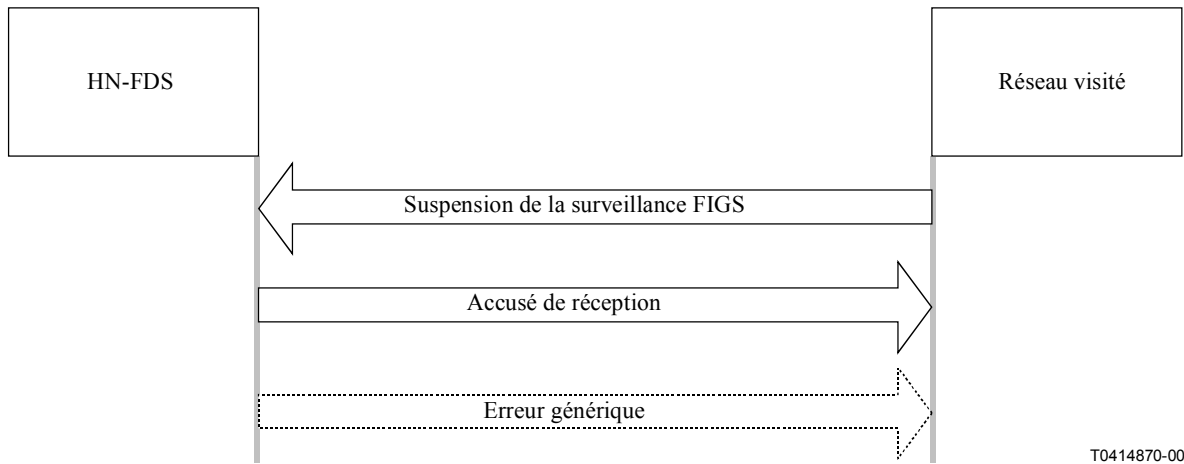 HN-FDS
Réseau visité
Suspension de la surveillance FIGS
Accusé de réception
Erreur générique
T0414870-00